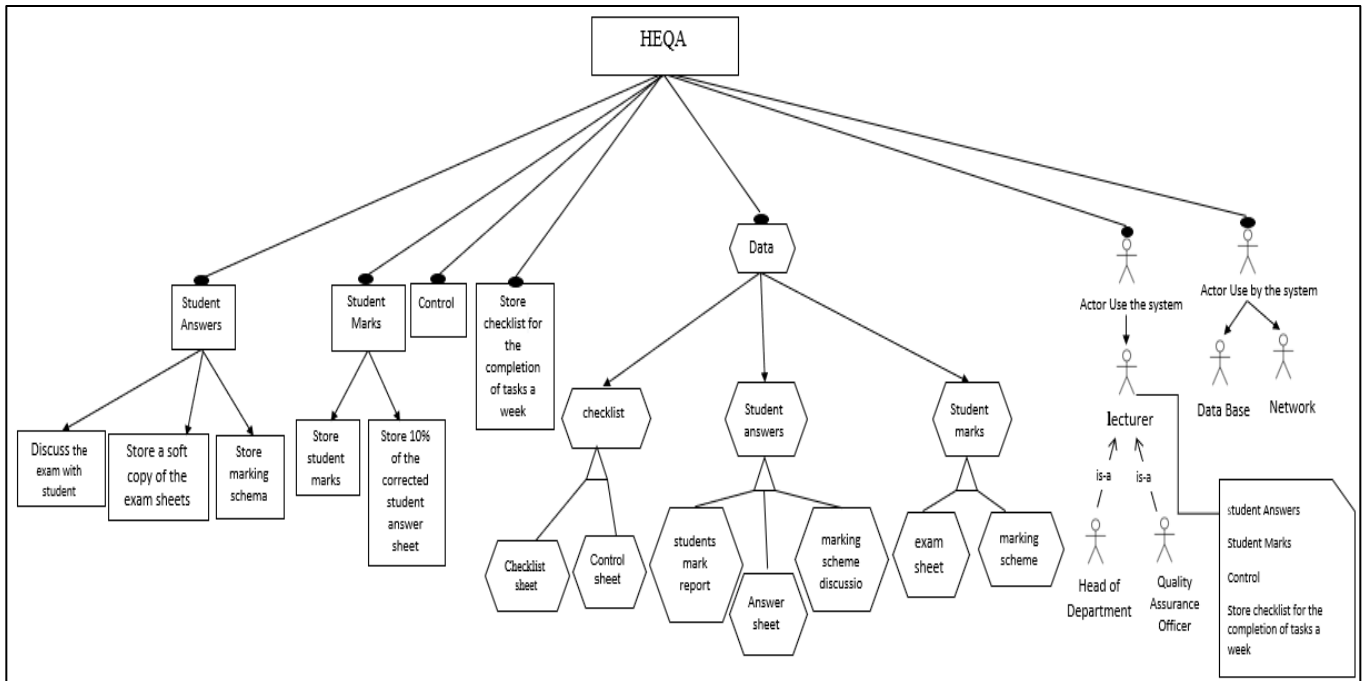 HEQA
Student
Answers
Student
Marks
Control
Store
checklist for
the
completion
of tasks a
week
Data
Actor Use the system
Actor Use by the system
Discuss the
exam with
student
Store a soft
copy of the
exam sheets
Store
marking
schema
Store
student
marks
Store 10%
of the
corrected
student
answer
sheet
checklist
Student
answers
Student
marks
Checklist
sheet
Control
sheet
students
mark
report
Answer
sheet
marking
scheme
discussio
exam
sheet
marking
scheme
lecturer
is-a
is-a
Head of
Department
Quality
Assurance
Officer
Data Base
Network
student Answers
Student Marks
Control
Store checklist for the
completion of tasks a
week